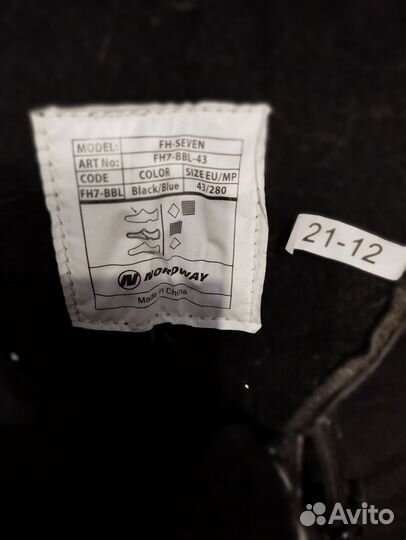 MODEL: FH-SEVEN
ART No: FH7-BBL-43
CODE COLOR SIZE EU/MP
FH7-BBL Black/Blue 43/280
NORDWAY
Made in China
21-12
Avito